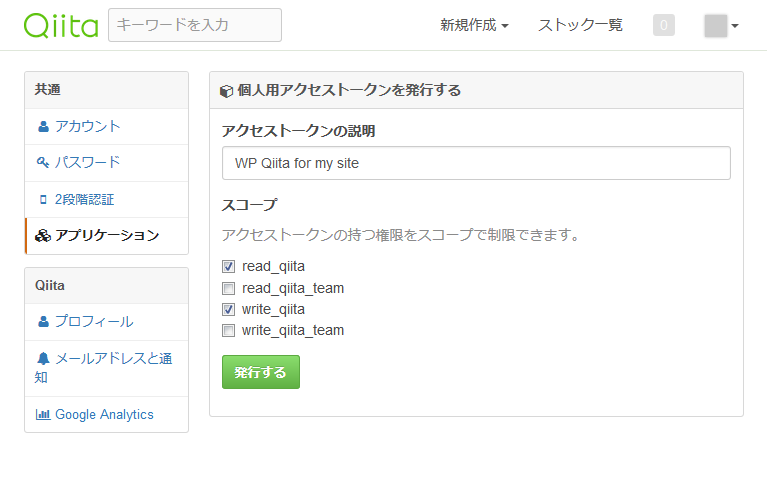 Qiita
キーワードを入力
新規作成
ストック一覧
0
共通
アカウント
パスワード
2段階認証
アプリケーション
Qiita
プロフィール
メールアドレスと通
知
Google Analytics
個人用アクセストークンを発行する
アクセストークンの説明
WP Qiita for my site
スコープ
アクセストークンの持つ権限をスコープで制限できます。
read_qiita
read_qiita_team
write_qiita
write_qiita_team
発行する